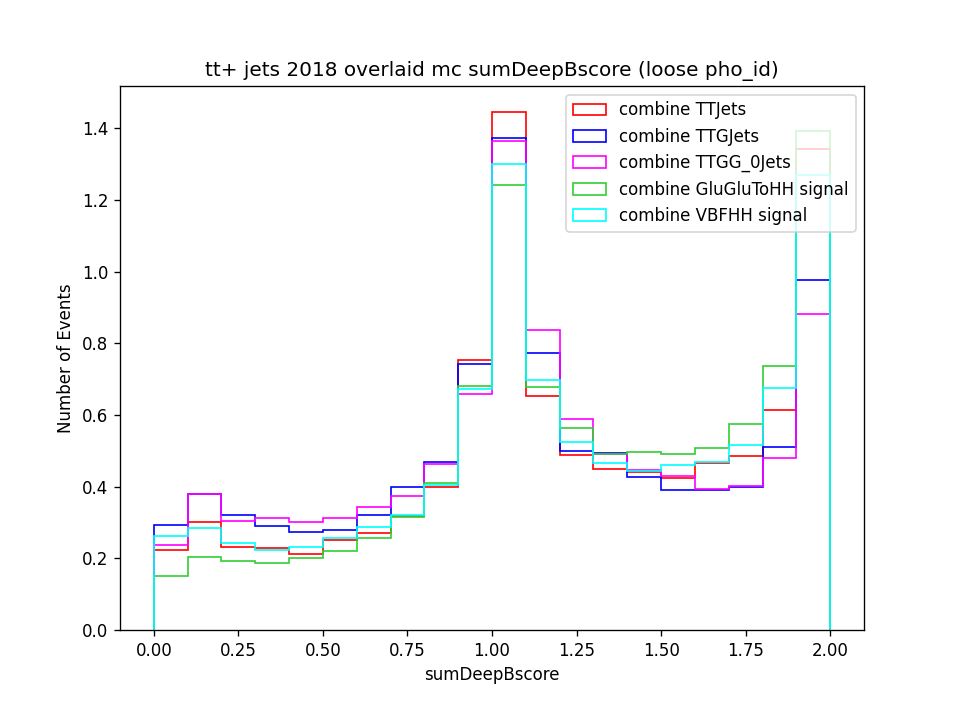 tt+ jets 2018 overlaid mc sumDeepBscore (loose pho_id)
combine TTJets
combine TTGJets
combine TTGG_0Jets
combine GluGluToHH signal
combine VBFHH signal
Number of Events
1.4
1.2
1.0
0.8
0.6
0.4
0.2
0.0
0.00 0.25 0.50 0.75 1.00 1.25 1.50 1.75 2.00
sumDeepBscore